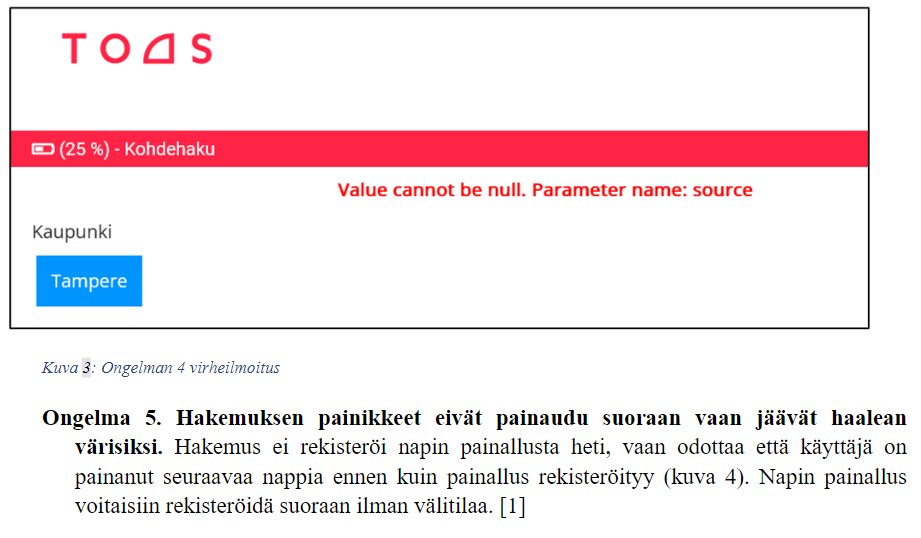 TOAS
(25 %) - Kohdehaku
Value cannot be null. Parameter name: source
Kaupunki
Tampere
Kuva 3: Ongelman 4 virheilmoitus
Ongelma 5. Hakemuksen painikkeet eivät painaudu suoraan vaan jäävät haalean
värisiksi. Hakemus ei rekisteröi napin painallusta heti, vaan odottaa että käyttäjä on
painanut seuraavaa nappia ennen kuin painallus rekisteröityy (kuva 4). Napin painallus
voitaisiin rekisteröidä suoraan ilman välitilaa. [1]